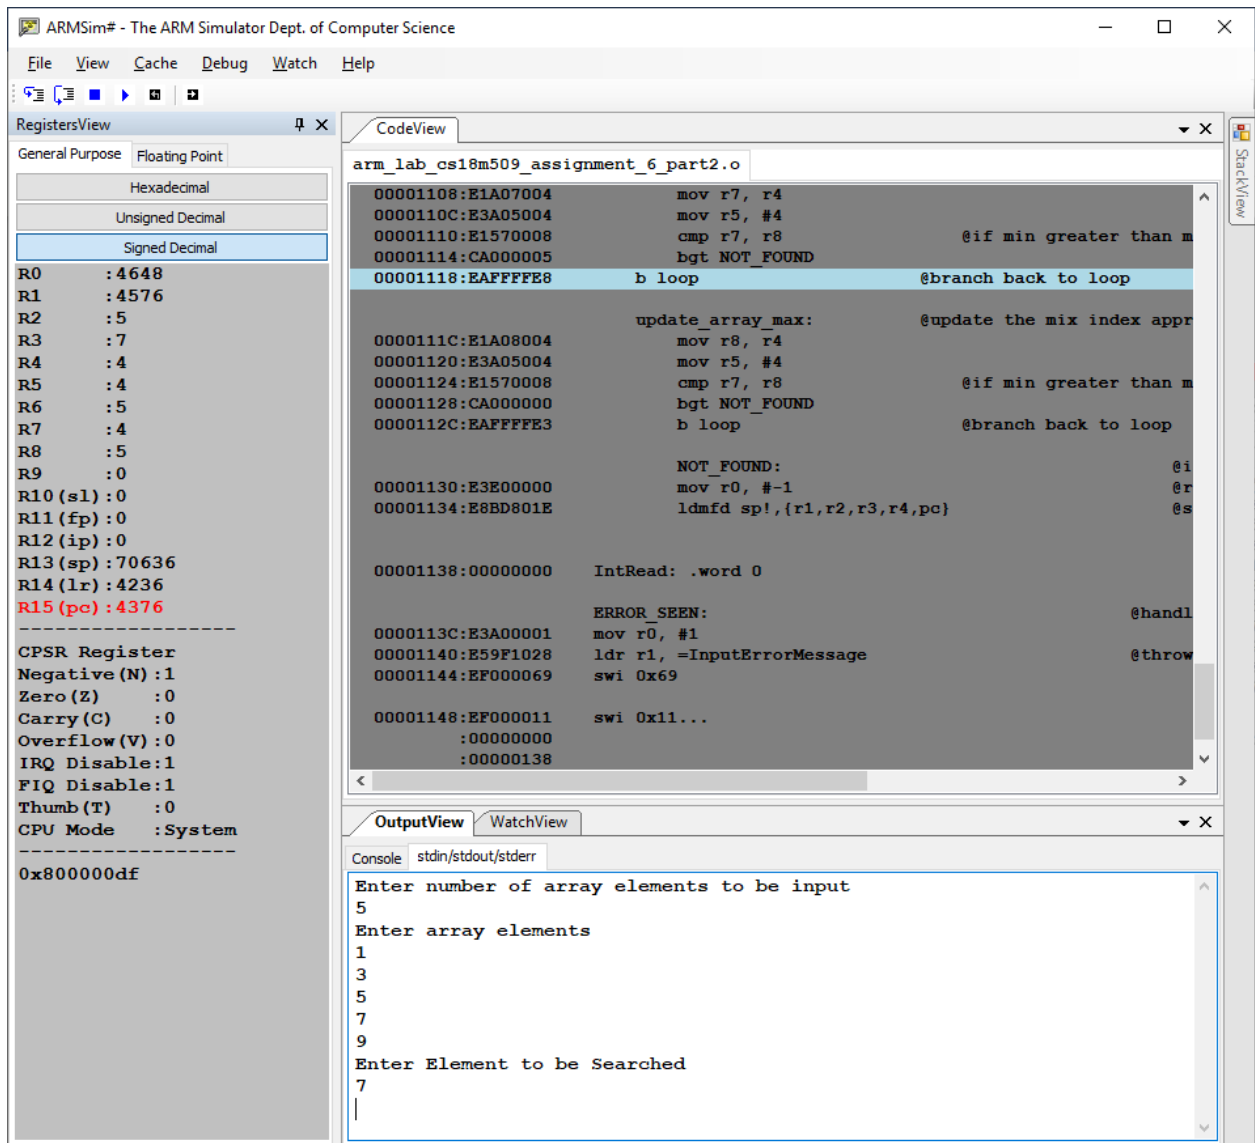 ARMSim# - The ARM Simulator Dept. of Computer Science
File View Cache Debug Watch Help
RegistersView
General Purpose Floating Point
Hexadecimal
Unsigned Decimal
Signed Decimal
R0 :4648
R1 :4576
R2 :5
R3 :7
R4 :4
R5 :4
R6 :5
R7 :4
R8 :5
R9 :0
R10(sl):0
R11(fp):0
R12(ip):0
R13(sp):70636
R14(lr):4236
R15(pc):4376
------------------
CPSR Register
Negative(N):1
Zero(Z) :0
Carry(C) :0
Overflow(V):0
IRQ Disable:1
FIQ Disable:1
Thumb(T) :0
CPU Mode :System
------------------
0x800000df
CodeView
arm_lab_cs18m509_assignment_6_part2.o
00001108:E1A07004 mov r7, r4
0000110C:E3A05004 mov r5, #4
00001110:E1570008 cmp r7, r8 @if min greater than m
00001114:CA000005 bgt NOT_FOUND
00001118:EAFFFFE8 b loop @branch back to loop
update_array_max: @update the mix index appr
0000111C:E1A08004 mov r8, r4
00001120:E3A05004 mov r5, #4
00001124:E1570008 cmp r7, r8 @if min greater than m
00001128:CA000000 bgt NOT_FOUND
0000112C:EAFFFFE3 b loop @branch back to loop
NOT_FOUND: @i
00001130:E3E00000 mov r0, #-1 @r
00001134:E8BD801E ldmfd sp!,{r1,r2,r3,r4,pc} @s
00001138:00000000 IntRead: .word 0
ERROR_SEEN: @handl
0000113C:E3A00001 mov r0, #1
00001140:E59F1028 ldr r1, =InputErrorMessage @throw
00001144:EF000069 swi 0x69
00001148:EF000011 swi 0x11...
:00000000
:00000138
StackView
OutputView WatchView
Console stdin/stdout/stderr
Enter number of array elements to be input
5
Enter array elements
1
3
5
7
9
Enter Element to be Searched
7